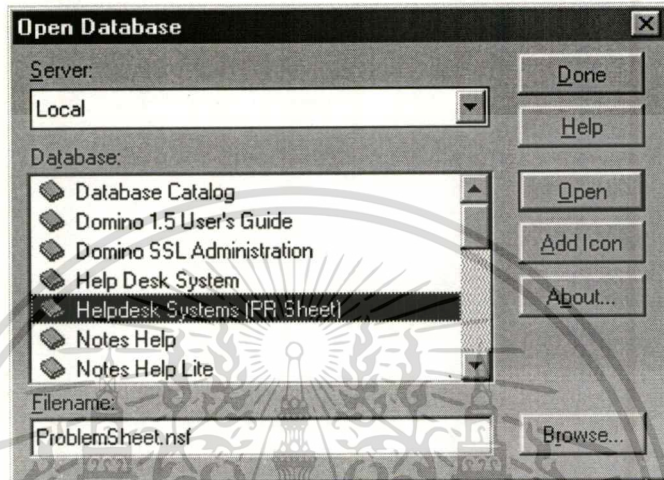 Open Database
Server:
Local
Done
Help
Database:
Database Catalog
Domino 1.5 User's Guide
Domino SSL Administration
Help Desk System
Helpdesk Systems (PR Sheet)
Notes Help
Notes Help Lite
Open
Add Icon
About...
Filename:
ProblemSheet.nsf
Browse...